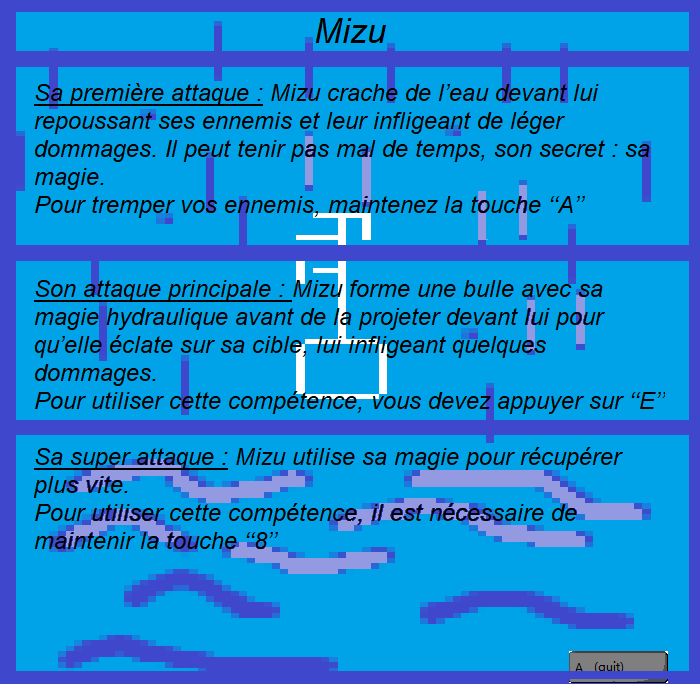 Mizu
Sa première attaque : Mizu crache de l'eau devant lui
repoussant ses ennemis et leur infligeant de léger
dommages. Il peut tenir pas mal de temps, son secret : sa
magie.
Pour tremper vos ennemis, maintenez la touche “A”
Son attaque principale : Mizu forme une bulle avec sa
magie hydraulique avant de la projeter devant lui pour
qu'elle éclate sur sa cible, lui infligeant quelques
dommages.
Pour utiliser cette compétence, vous devez appuyer sur “E”
Sa super attaque : Mizu utilise sa magie pour récupérer
plus vite.
Pour utiliser cette compétence, il est nécessaire de
maintenir la touche “8”
A (quit)